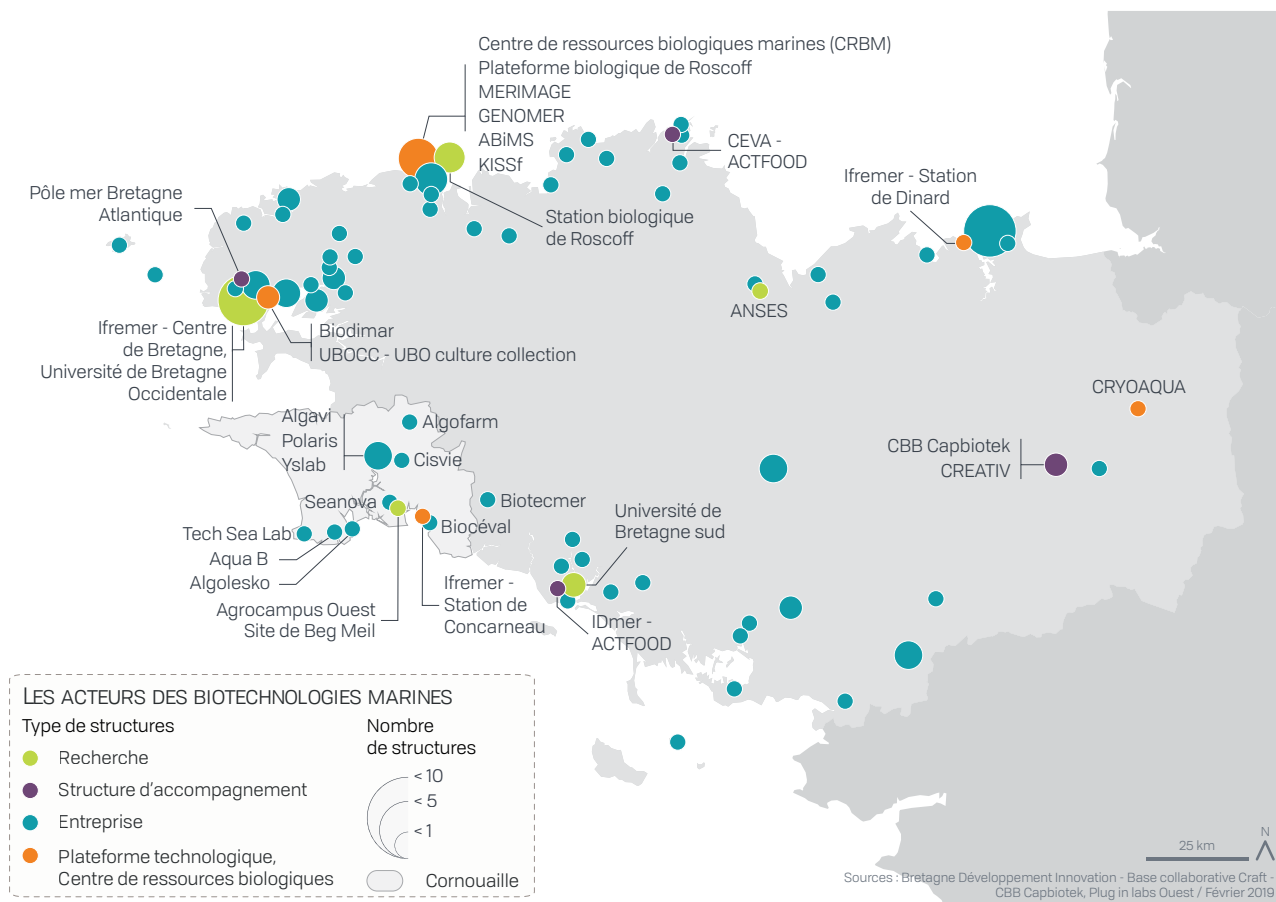 Centre de ressources biologiques marines (CRBM)
Plateforme biologique de Roscoff
MERIMAGE
GENOMER
ABiMS
KISSf
CEVA -
ACTFOOD
Ifremer - Station
de Dinard
Pôle mer Bretagne
Atlantique
Station biologique
de Roscoff
ANSES
Ifremer - Centre
de Bretagne,
Université de Bretagne
Occidentale
Biodimar
UBOCC - UBO culture collection
CRYOAQUA
Algavi
Polaris
Yslab
Algofarm
Cisvie
CBB Capbiotek
CREATIV
Seanova
Biotecmer
Biocéval
Université de
Bretagne sud
Tech Sea Lab
Aqua B
Algolesko
Agrocampus Ouest
Site de Beg Meil
Ifremer -
Station de
Concarneau
IDmer -
ACTFOOD
LES ACTEURS DES BIOTECHNOLOGIES MARINES
Type de structures
Recherche
Structure d'accompagnement
Entreprise
Plateforme technologique,
Centre de ressources biologiques
Nombre
de structures
< 10
< 5
< 1
Cornouaille
25 km
N
Sources : Bretagne Développement Innovation - Base collaborative Craft -
CBB Capbiotek, Plug in labs Ouest / Février 2019